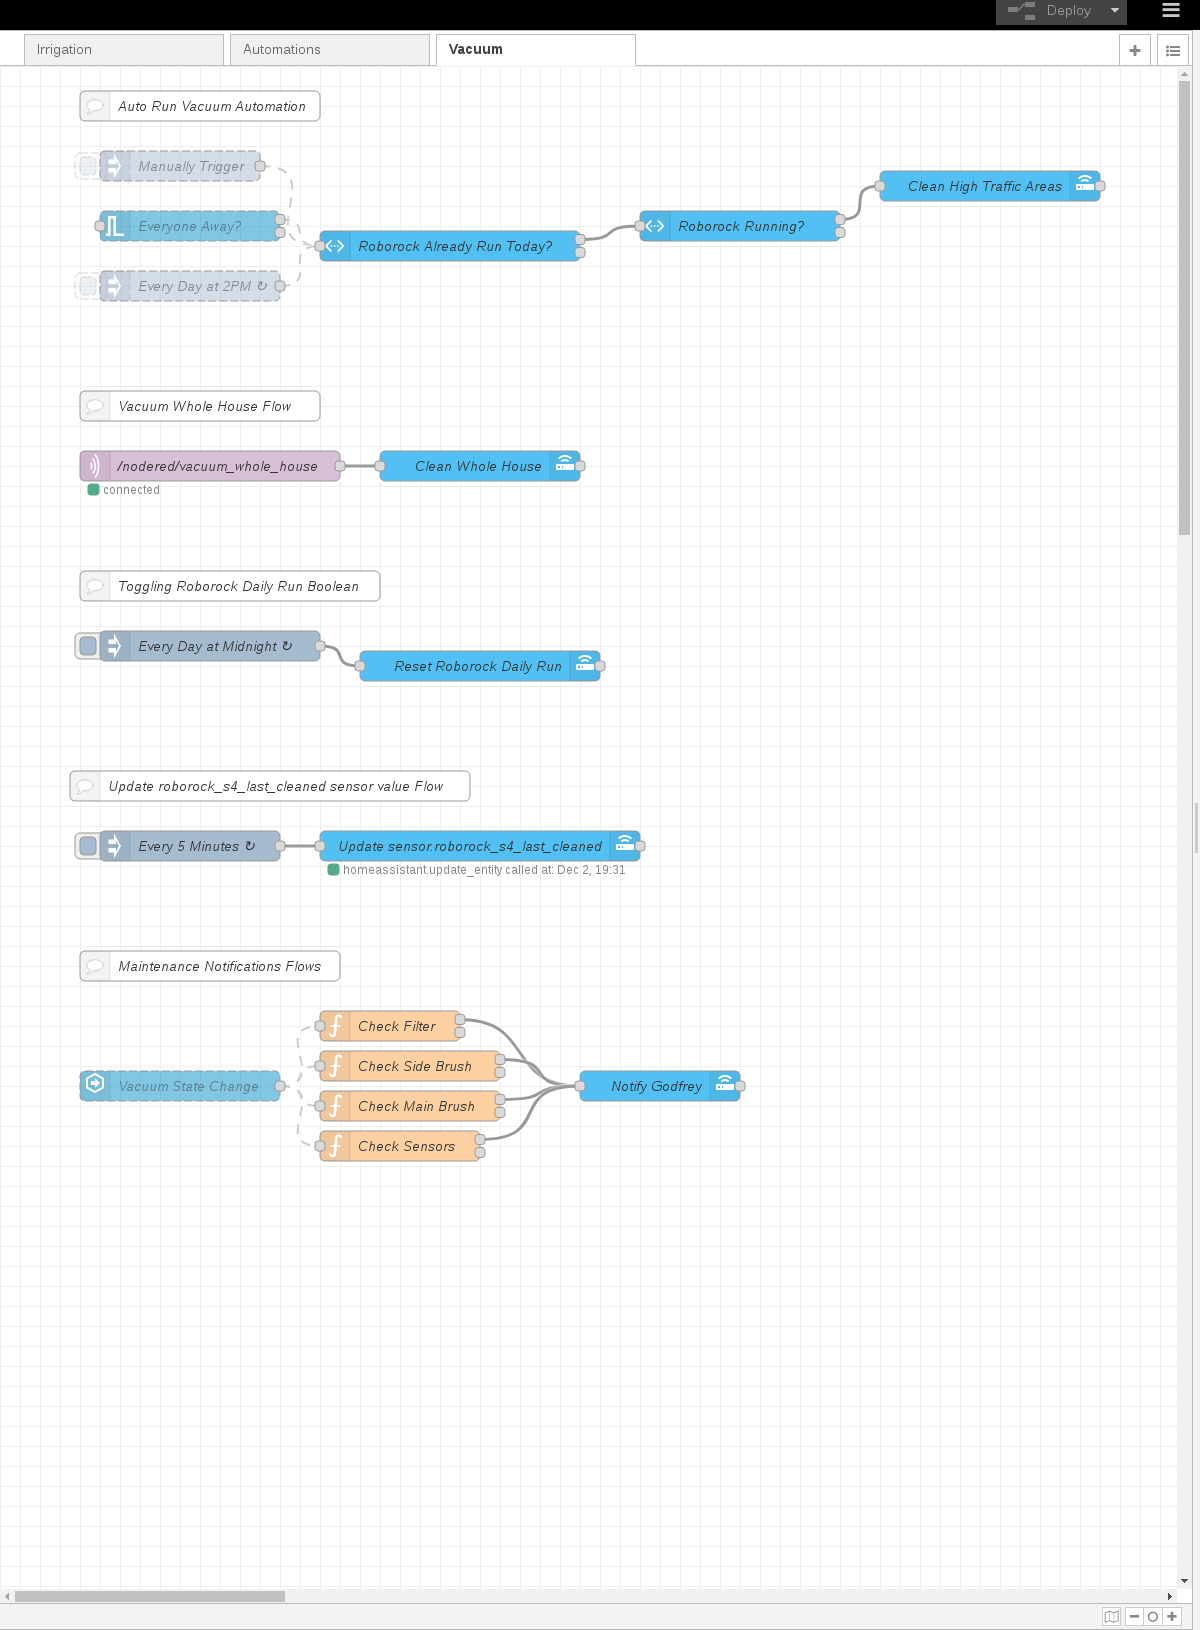 Deploy
Irrigation
Automations
Vacuum
Auto Run Vacuum Automation
Manually Trigger
Clean High Traffic Areas
Everyone Away?
Roborock Running?
Roborock Already Run Today?
Every Day at 2PM ↻
Vacuum Whole House Flow
/nodered/vacuum_whole_house
Clean Whole House
connected
Toggling Roborock Daily Run Boolean
Every Day at Midnight ↻
Reset Roborock Daily Run
Update roborock_s4_last_cleaned sensor value Flow
Every 5 Minutes ↻
Update sensor.roborock_s4_last_cleaned
homeassistant.update_entity called at: Dec 2, 19:31
Maintenance Notifications Flows
Check Filter
Check Side Brush
Vacuum State Change
Notify Godfrey
Check Main Brush
Check Sensors